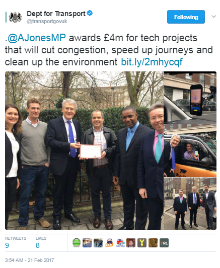 Dept for Transport
@transportgovuk
Following
.@AJonesMP awards £4m for tech projects
that will cut congestion, speed up journeys and
clean up the environment bit.ly/2mhycqf
RETWEETS
9
LIKES
8
3:54 AM - 21 Feb 2017